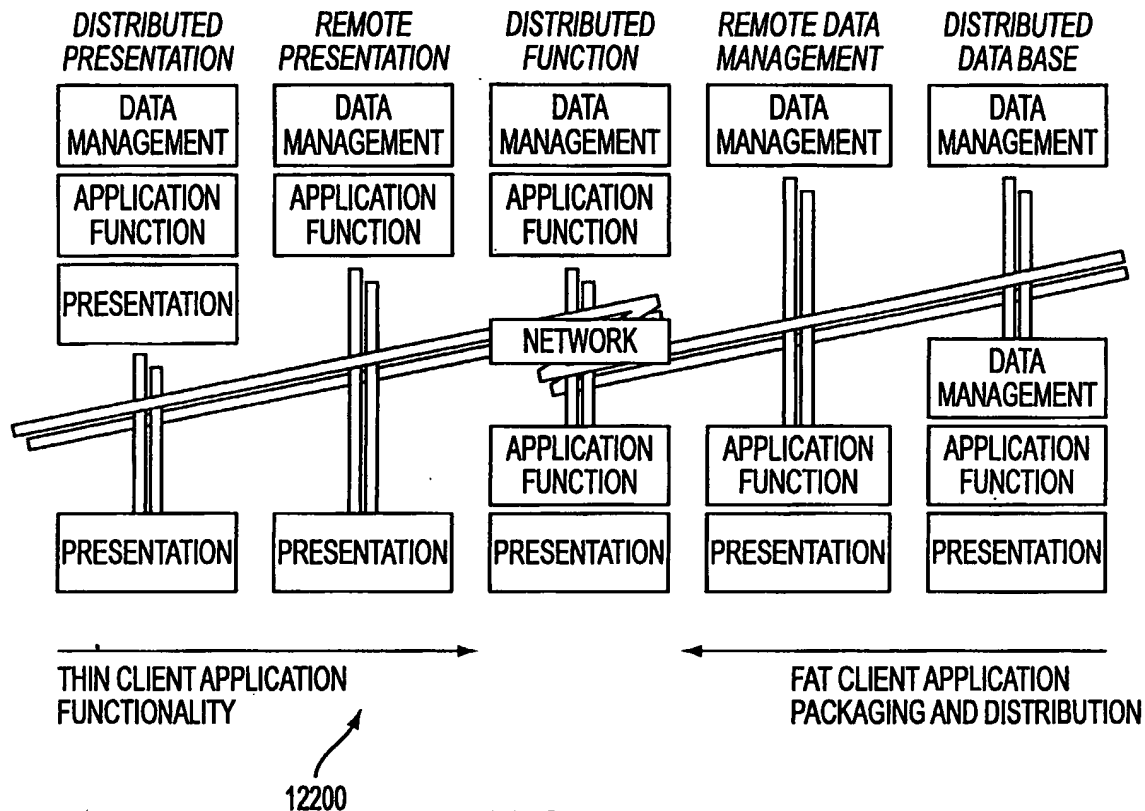 DISTRIBUTED
PRESENTATION
REMOTE
PRESENTATION
DISTRIBUTED
FUNCTION
REMOTE DATA
MANAGEMENT
DISTRIBUTED
DATA BASE
DATA
MANAGEMENT
APPLICATION
FUNCTION
PRESENTATION
PRESENTATION
DATA
MANAGEMENT
APPLICATION
FUNCTION
PRESENTATION
DATA
MANAGEMENT
APPLICATION
FUNCTION
NETWORK
APPLICATION
FUNCTION
PRESENTATION
DATA
MANAGEMENT
APPLICATION
FUNCTION
PRESENTATION
DATA
MANAGEMENT
DATA
MANAGEMENT
APPLICATION
FUNCTION
PRESENTATION
THIN CLIENT APPLICATION
FUNCTIONALITY
FAT CLIENT APPLICATION
PACKAGING AND DISTRIBUTION
12200